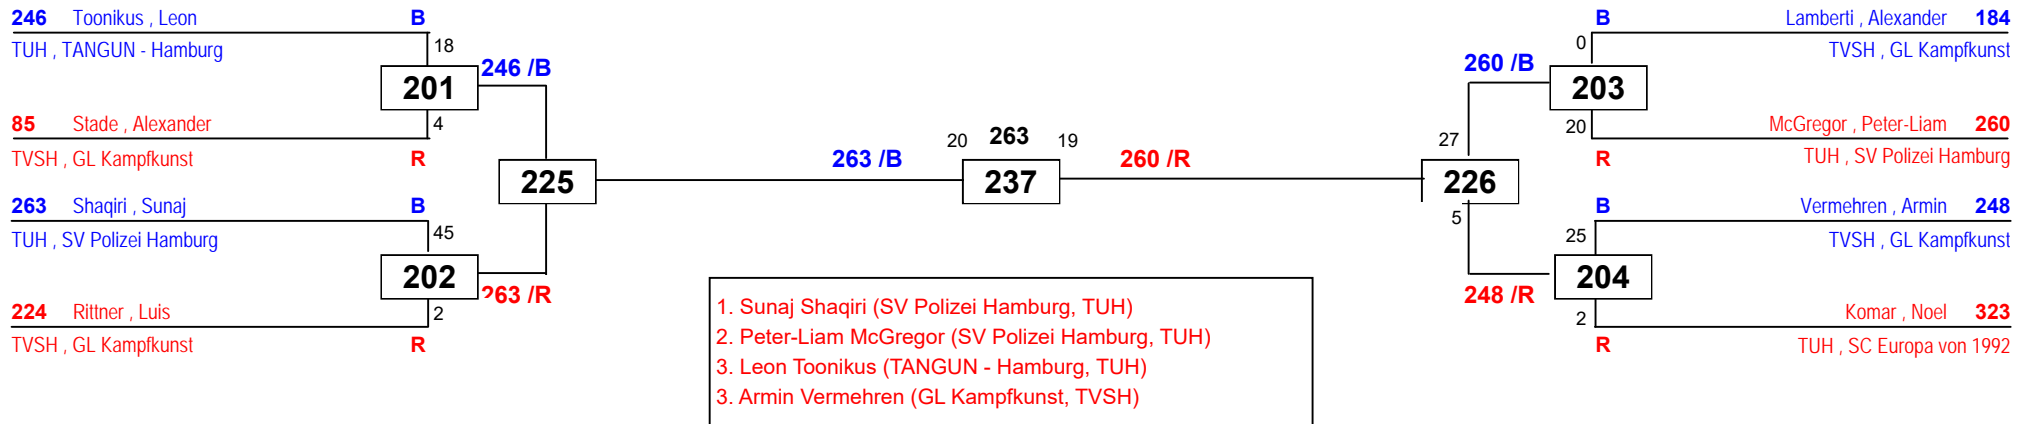 246 Toonikus , Leon B
TUH , TANGUN - Hamburg
18
246 /B
201
4
85 Stade , Alexander
TVSH , GL Kampfkunst R
225
263 Shaqiri , Sunaj B
TUH , SV Polizei Hamburg
45
202
263 /R
2
224 Rittner , Luis
TVSH , GL Kampfkunst R
263 /B
20 263 19
237
260 /R
B Lamberti , Alexander 184
0
TVSH , GL Kampfkunst
260 /B
203
20
McGregor , Peter-Liam 260
R TUH , SV Polizei Hamburg
27
226
5
B Vermehren , Armin 248
25
TVSH , GL Kampfkunst
204
248 /R
2
Komar , Noel 323
R TUH , SC Europa von 1992
1. Sunaj Shaqiri (SV Polizei Hamburg, TUH)
2. Peter-Liam McGregor (SV Polizei Hamburg, TUH)
3. Leon Toonikus (TANGUN - Hamburg, TUH)
3. Armin Vermehren (GL Kampfkunst, TVSH)